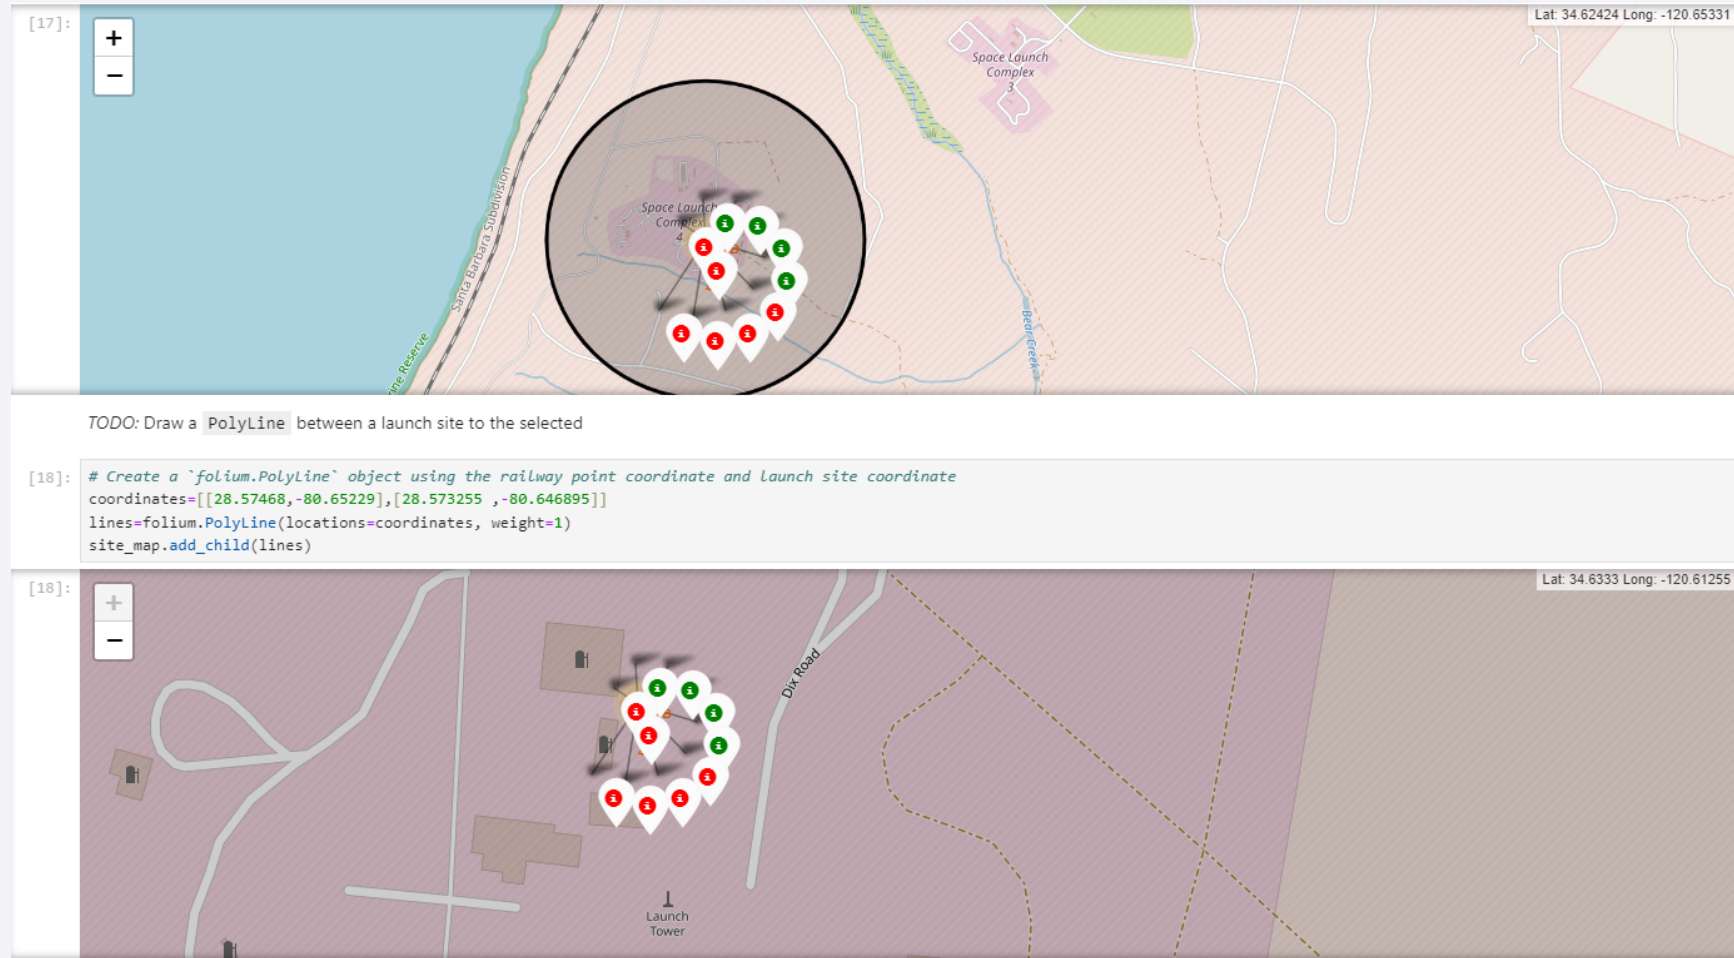 [17]:
+
−
Lat: 34.62424 Long: -120.65331
Space Launch
Complex
3
Santa Barbara Subdivision
Space Launch
Complex
4
Bear Creek
ine Reserve
TODO: Draw a PolyLine between a launch site to the selected
[18]:
# Create a `folium.PolyLine` object using the railway point coordinate and launch site coordinate
coordinates=[[28.57468,-80.65229],[28.573255 ,-80.646895]]
lines=folium.PolyLine(locations=coordinates, weight=1)
site_map.add_child(lines)
[18]:
+
−
Lat: 34.6333 Long: -120.61255
Dix Road
Launch
Tower